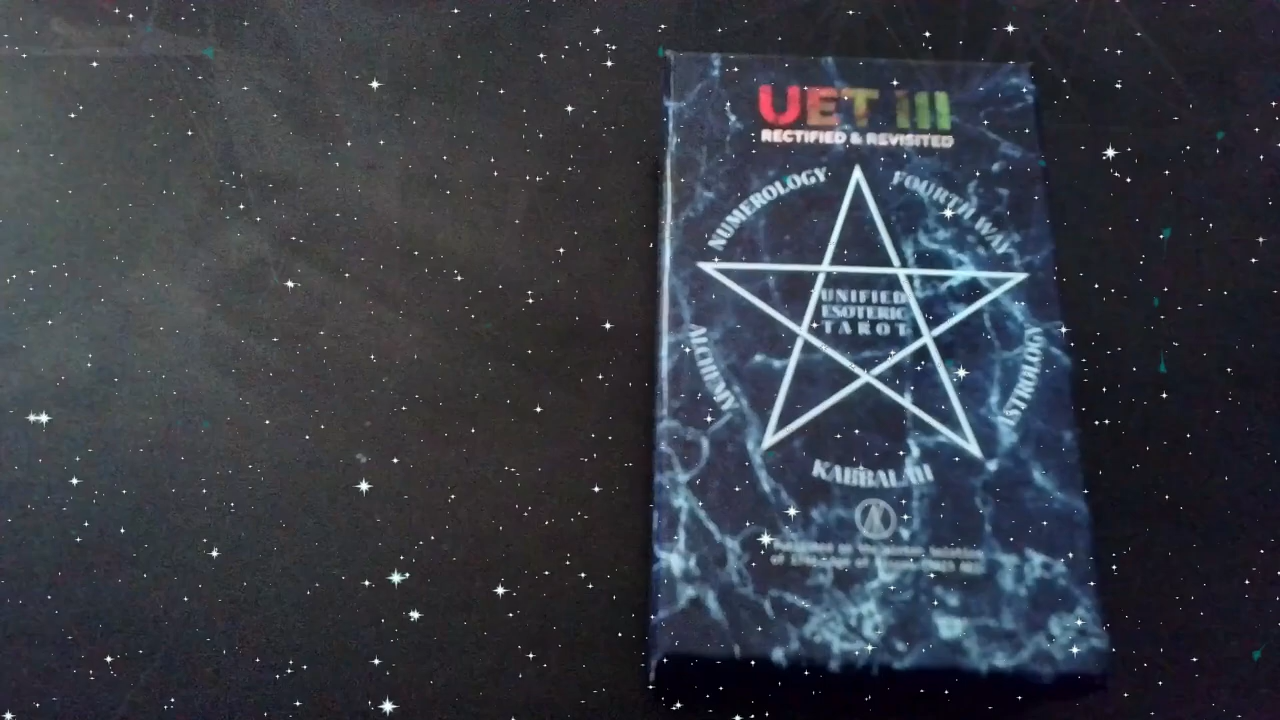 UET III
RECTIFIED & REVISITED
NUMEROLOGY
FOURTH WAY
UNIFIED
ESOTERIC
TAROT
ALCHEMY
ASTROLOGY
KABBALAH